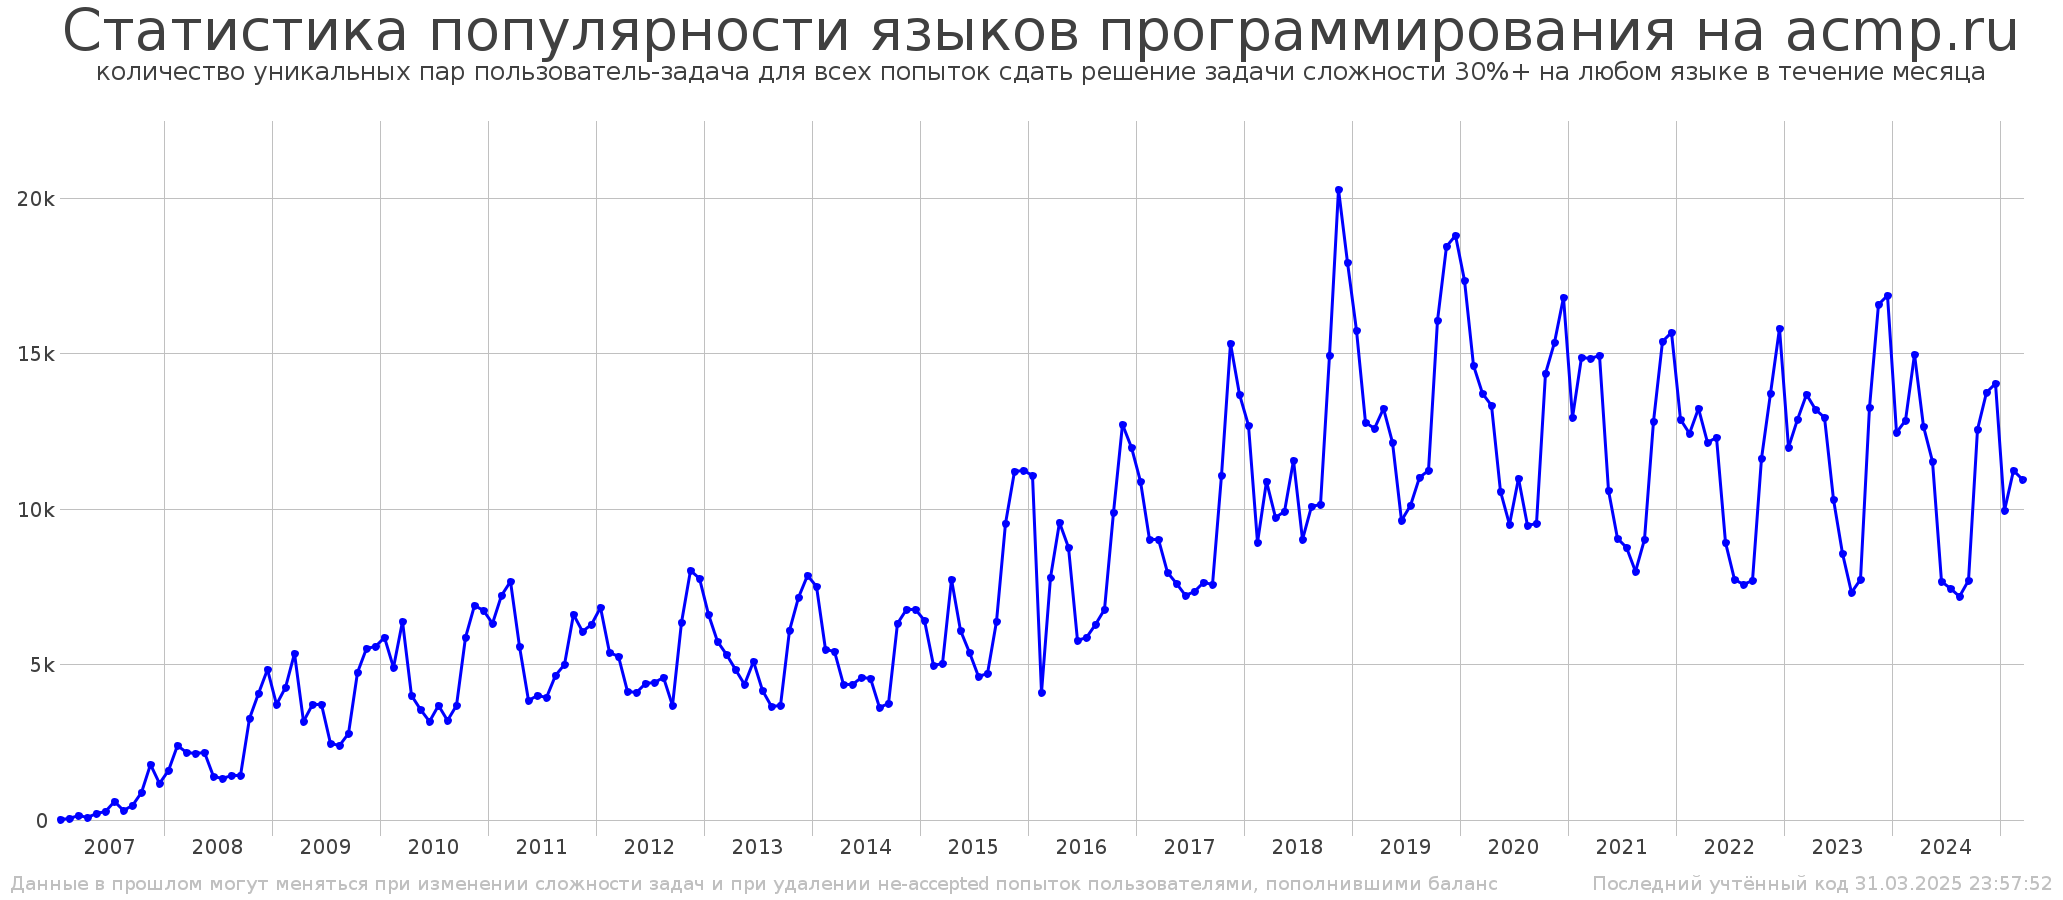 Статистика популярности языков программирования на acmp.ru
количество уникальных пар пользователь-задача для всех попыток сдать решение задачи сложности 30%+ на любом языке в течение месяца
20k
15k
10k
5k
0
2007 2008 2009 2010 2011 2012 2013 2014 2015 2016 2017 2018 2019 2020 2021 2022 2023 2024
Данные в прошлом могут меняться при изменении сложности задач и при удалении не-accepted попыток пользователями, пополнившими баланс
Последний учтённый код 31.03.2025 23:57:52